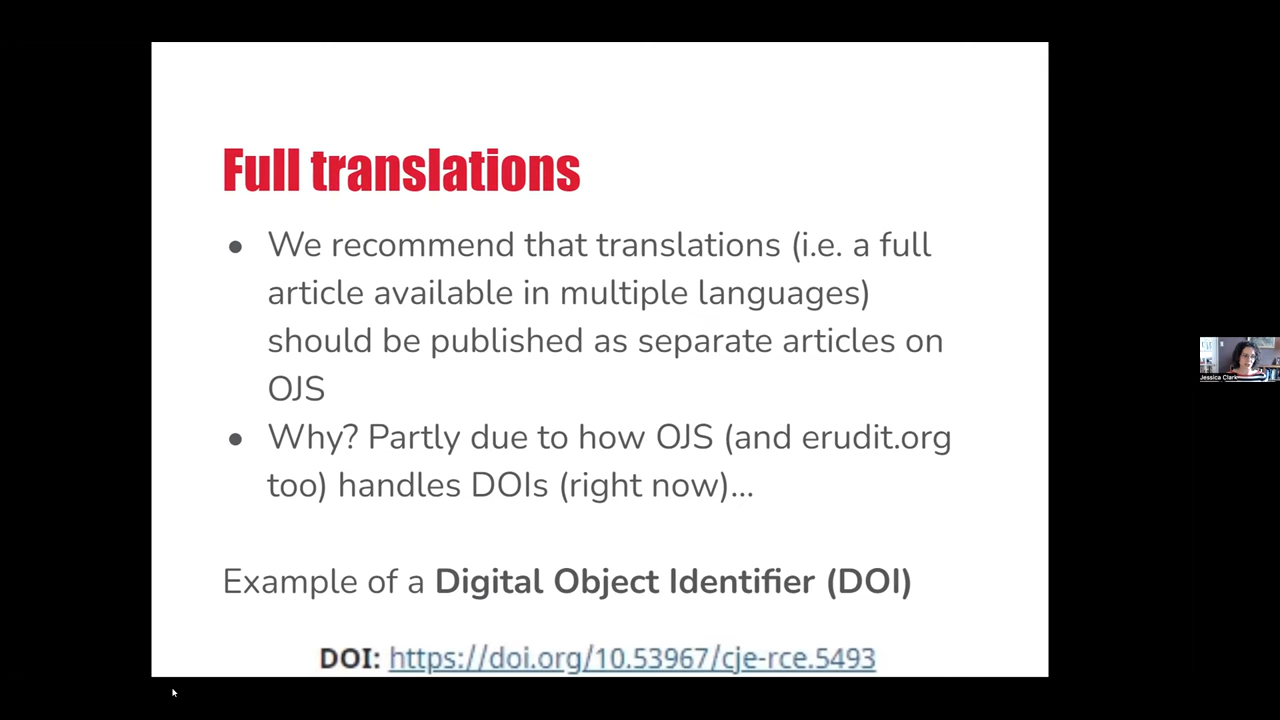 Full translations
• We recommend that translations (i.e. a full
article available in multiple languages)
should be published as separate articles on
OJS
• Why? Partly due to how OJS (and erudit.org
too) handles DOIs (right now)...
Example of a Digital Object Identifier (DOI)
DOI: https://doi.org/10.53967/cje-rce.5493
Jessica Clark